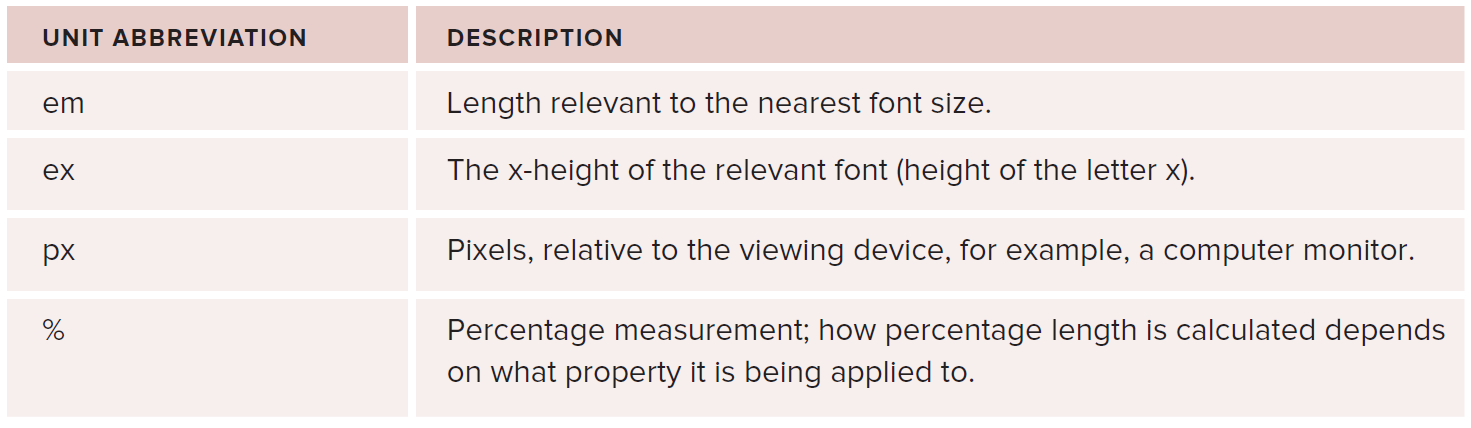 UNIT ABBREVIATION DESCRIPTION
em Length relevant to the nearest font size.
ex The x-height of the relevant font (height of the letter x).
px Pixels, relative to the viewing device, for example, a computer monitor.
% Percentage measurement; how percentage length is calculated depends
on what property it is being applied to.